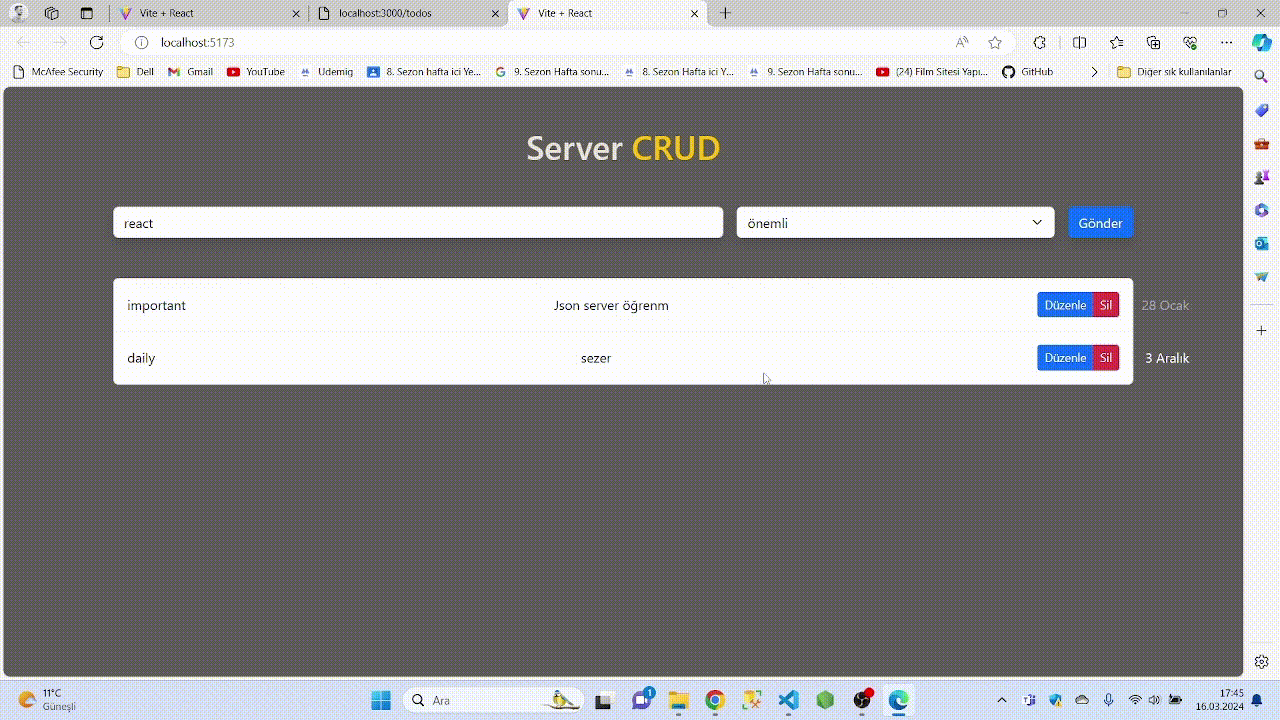 Vite + React
localhost:3000/todos
Vite + React
localhost:5173
McAfee Security
Dell
Gmail
YouTube
Udemig
8. Sezon hafta ici Ye...
9. Sezon Hafta sonu...
8. Sezon Hafta ici Y...
9. Sezon Hafta sonu...
(24) Film Sitesi Yapı...
GitHub
Diğer sık kullanılanlar
Server CRUD
react
önemli
Gönder
important
Json server öğrenm
Düzenle
Sil
28 Ocak
daily
sezer
Düzenle
Sil
3 Aralık
11°C
Güneşli
Ara
1
17:45
16.03.2024